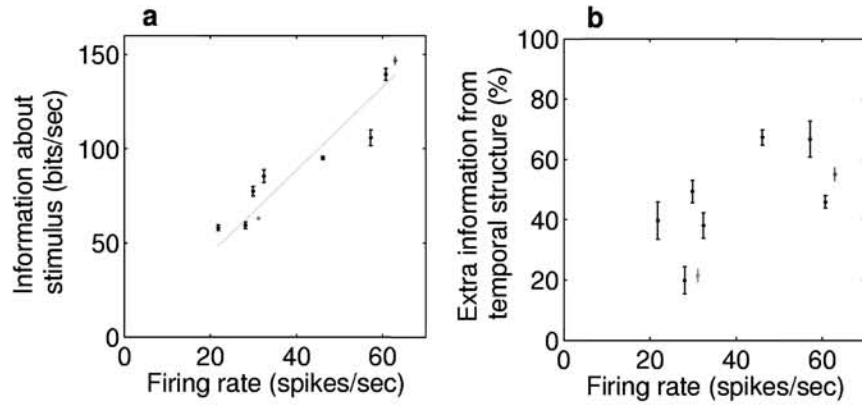 a
150
100
50
0
0 20 40 60
Information about
stimulus (bits/sec)
Firing rate (spikes/sec)
b
100
80
60
40
20
0
0 20 40 60
Extra information from
temporal structure (%)
Firing rate (spikes/sec)